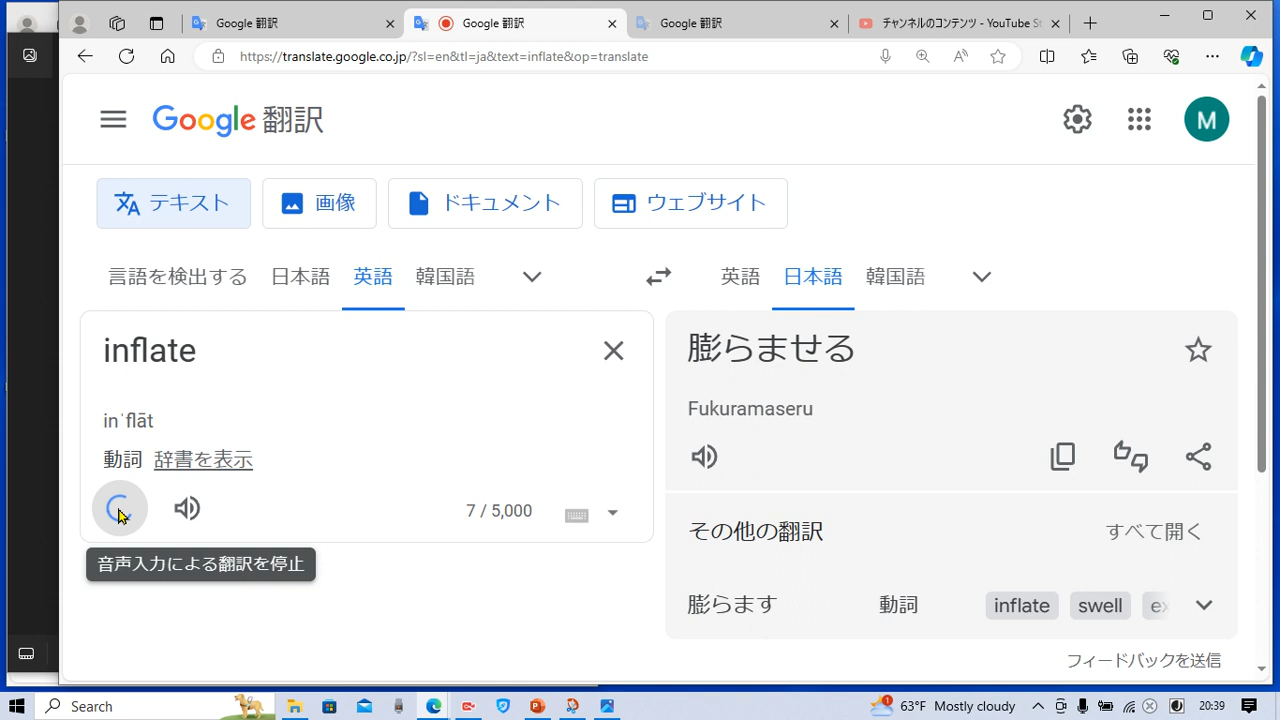 Google 翻訳
Google 翻訳
Google 翻訳
チャンネルのコンテンツ - YouTube St
https://translate.google.co.jp/?sl=en&tl=ja&text=inflate&op=translate
Google 翻訳
M
テキスト
画像
ドキュメント
ウェブサイト
言語を検出する 日本語 英語 韓国語
英語 日本語 韓国語
inflate
inˈflāt
動詞 辞書を表示
7 / 5,000
音声入力による翻訳を停止
膨らませる
Fukuramaseru
その他の翻訳 すべて開く
膨らます 動詞 inflate swell ex
フィードバックを送信
Search
1
63°F Mostly cloudy
20:39